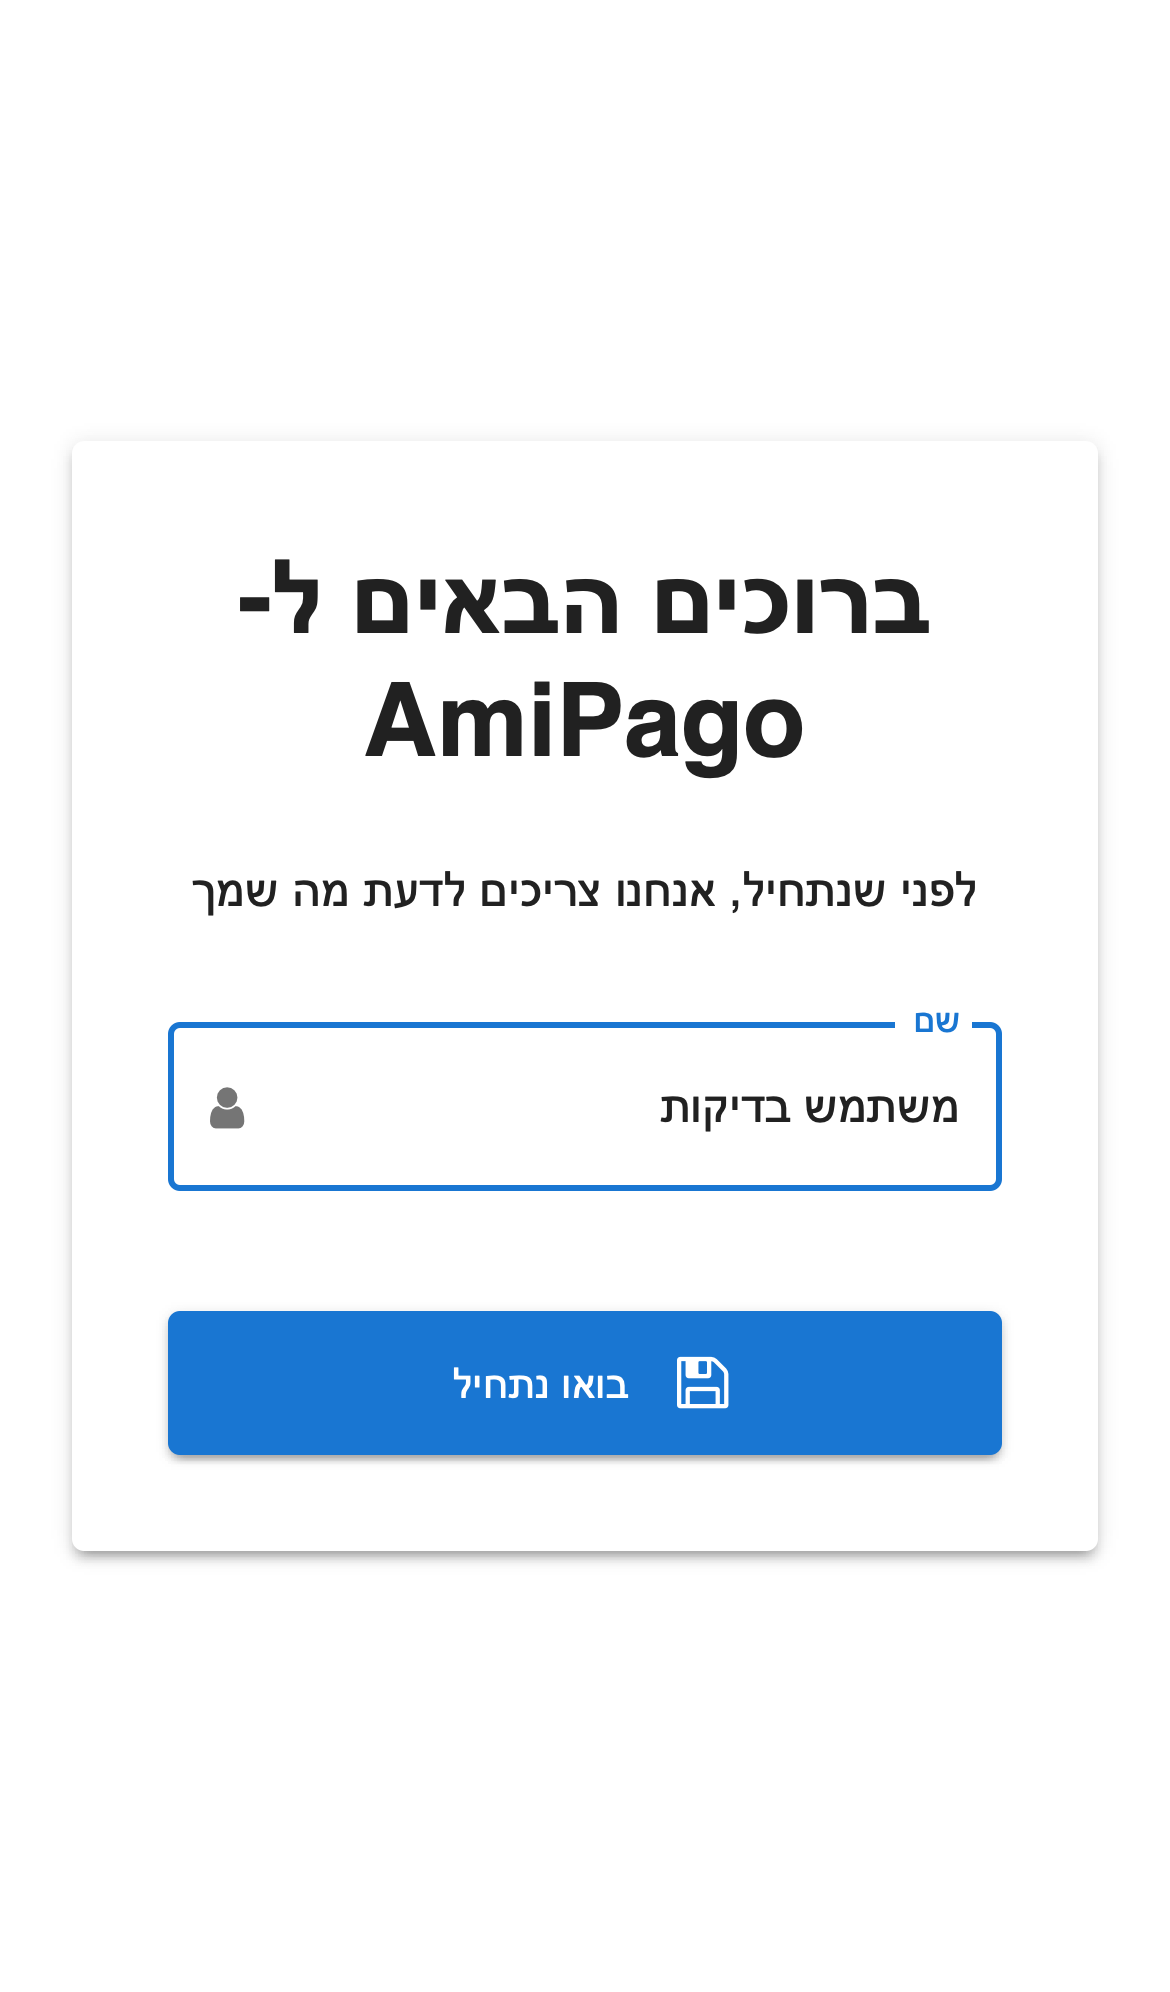 ברוכים הבאים ל-
AmiPago
לפני שנתחיל, אנחנו צריכים לדעת מה שמך
שם
משתמש בדיקות
בואו נתחיל